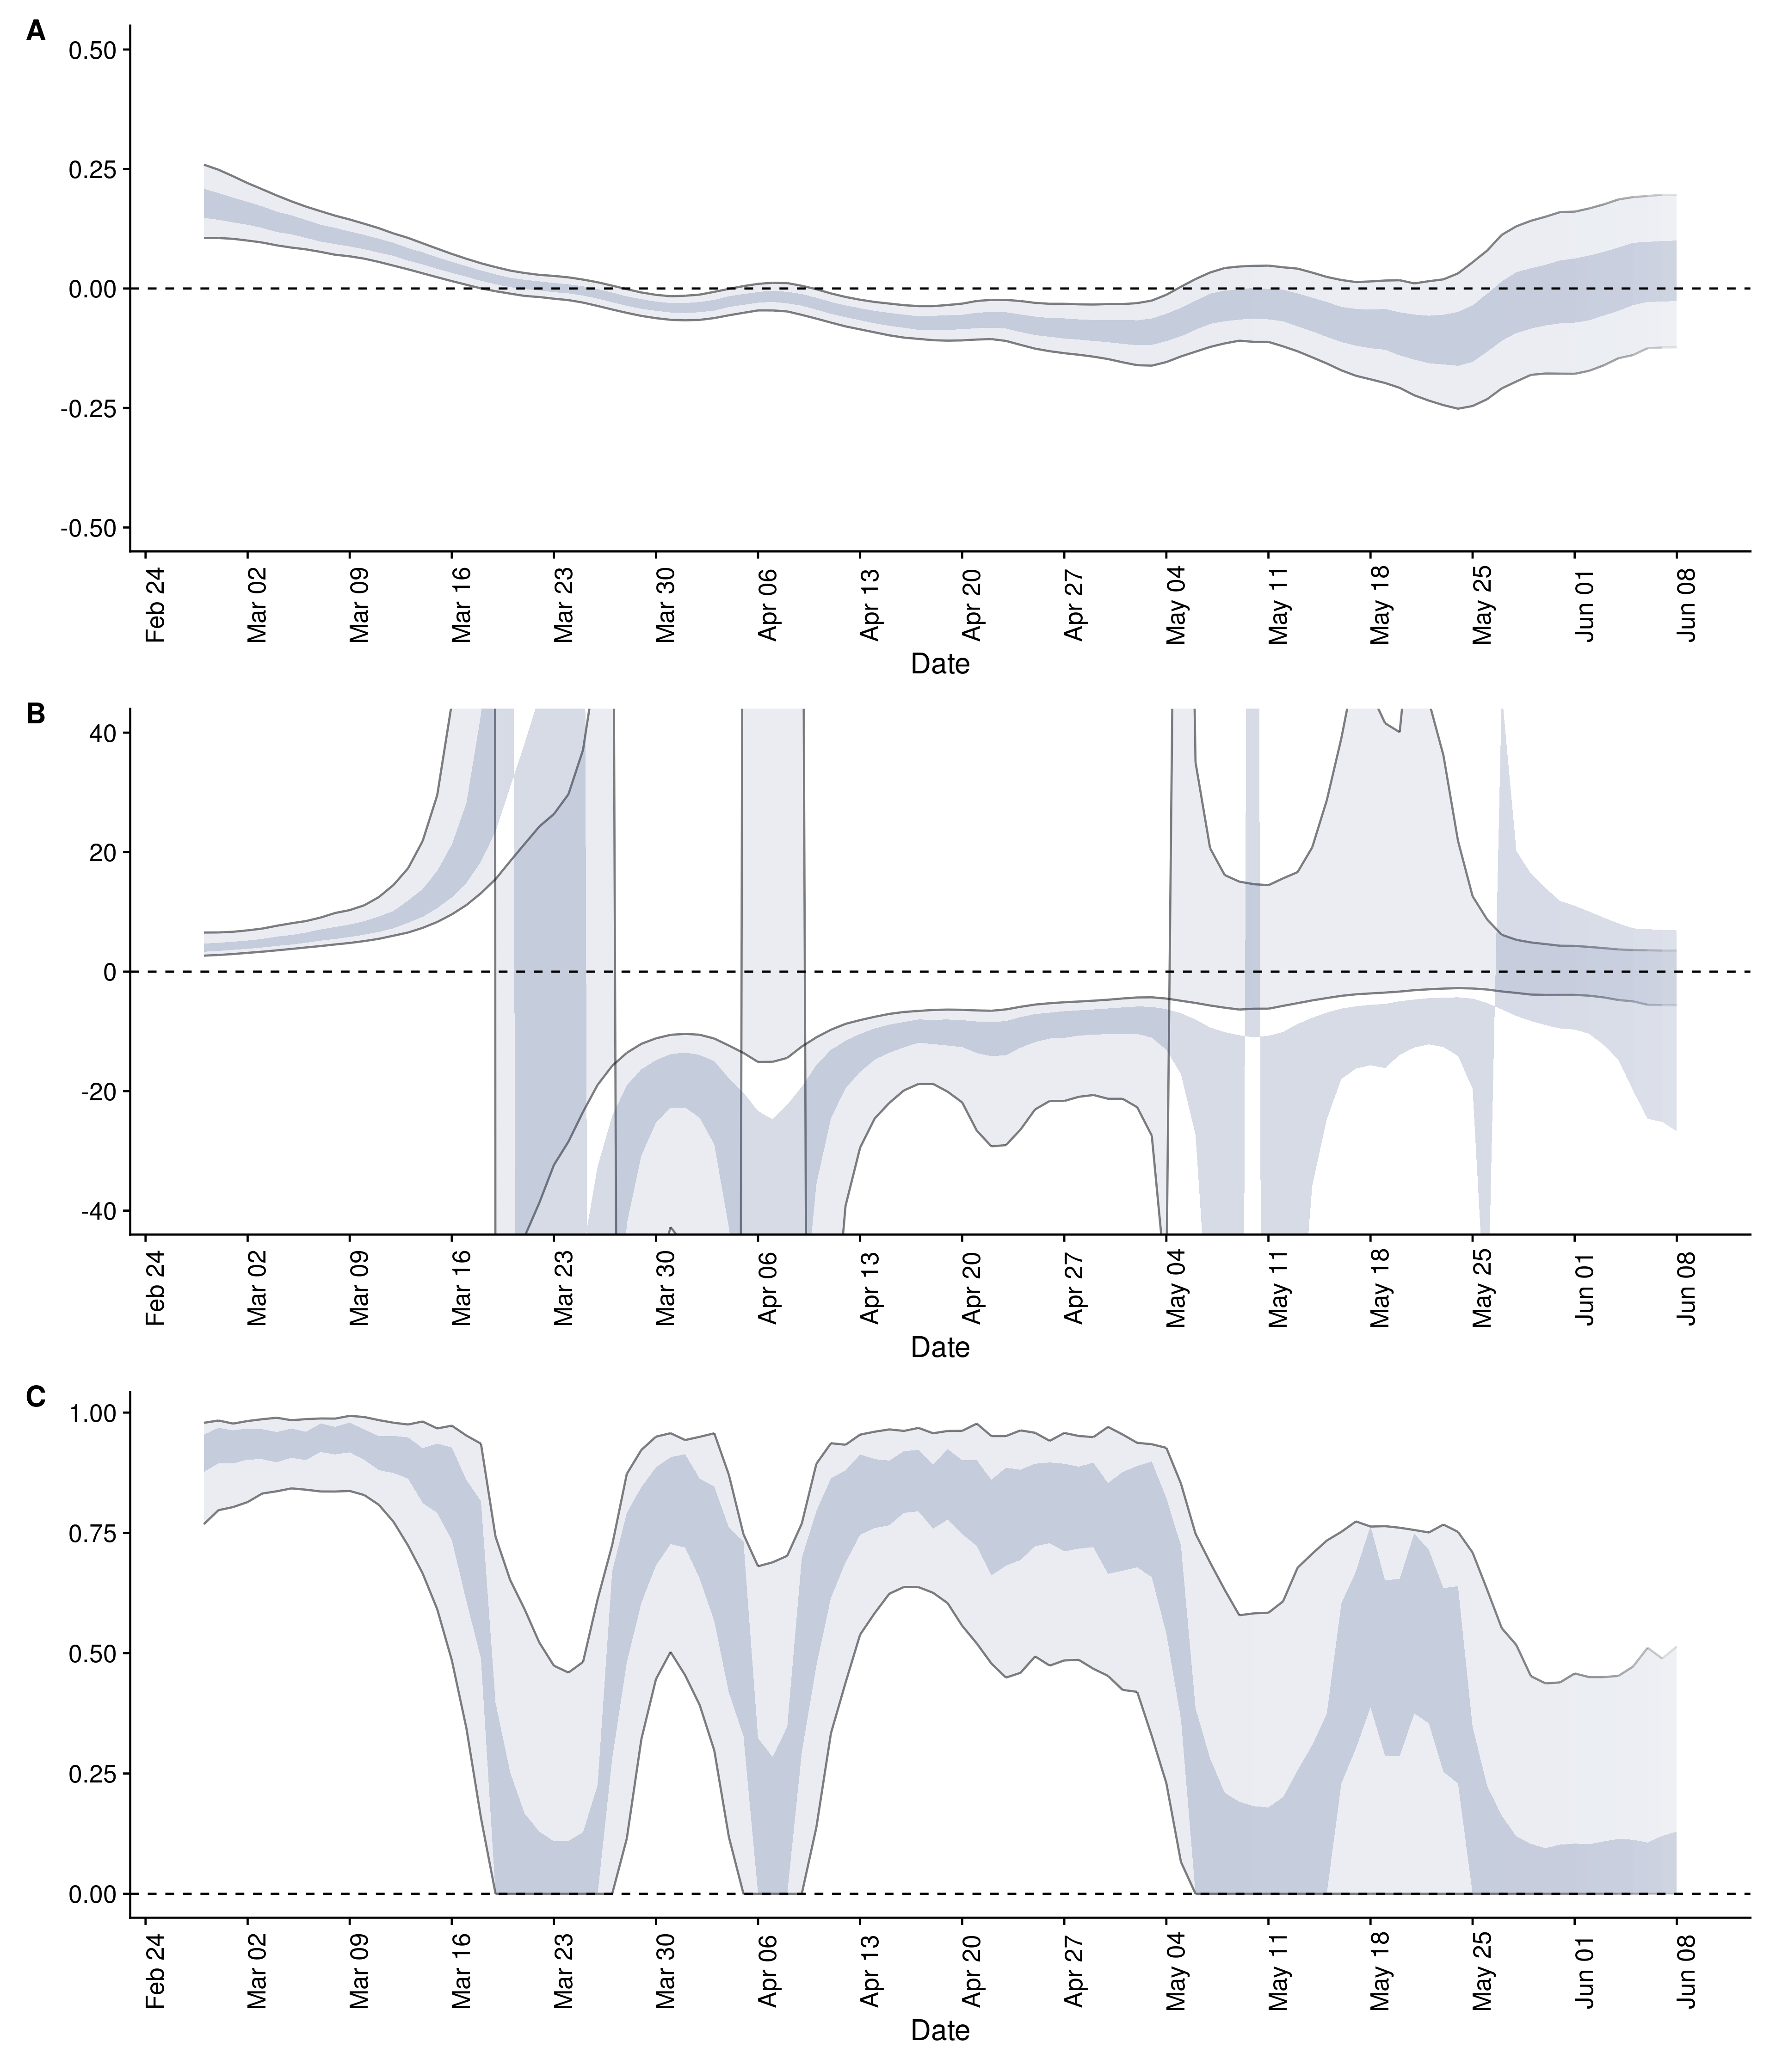 A
0.50
0.25
0.00
-0.25
-0.50
Feb 24
Mar 02
Mar 09
Mar 16
Mar 23
Mar 30
Apr 06
Apr 13
Apr 20
Apr 27
May 04
May 11
May 18
May 25
Jun 01
Jun 08
Date
B
40
20
0
-20
-40
Feb 24
Mar 02
Mar 09
Mar 16
Mar 23
Mar 30
Apr 06
Apr 13
Apr 20
Apr 27
May 04
May 11
May 18
May 25
Jun 01
Jun 08
Date
C
1.00
0.75
0.50
0.25
0.00
Feb 24
Mar 02
Mar 09
Mar 16
Mar 23
Mar 30
Apr 06
Apr 13
Apr 20
Apr 27
May 04
May 11
May 18
May 25
Jun 01
Jun 08
Date